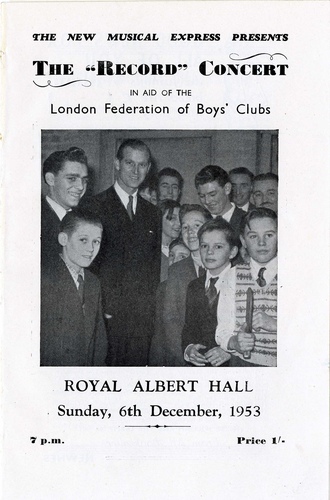 THE NEW MUSICAL EXPRESS PRESENTS
THE “RECORD” CONCERT
IN AID OF THE
London Federation of Boys' Clubs
ROYAL ALBERT HALL
Sunday, 6th December, 1953
7 p.m. Price 1/-